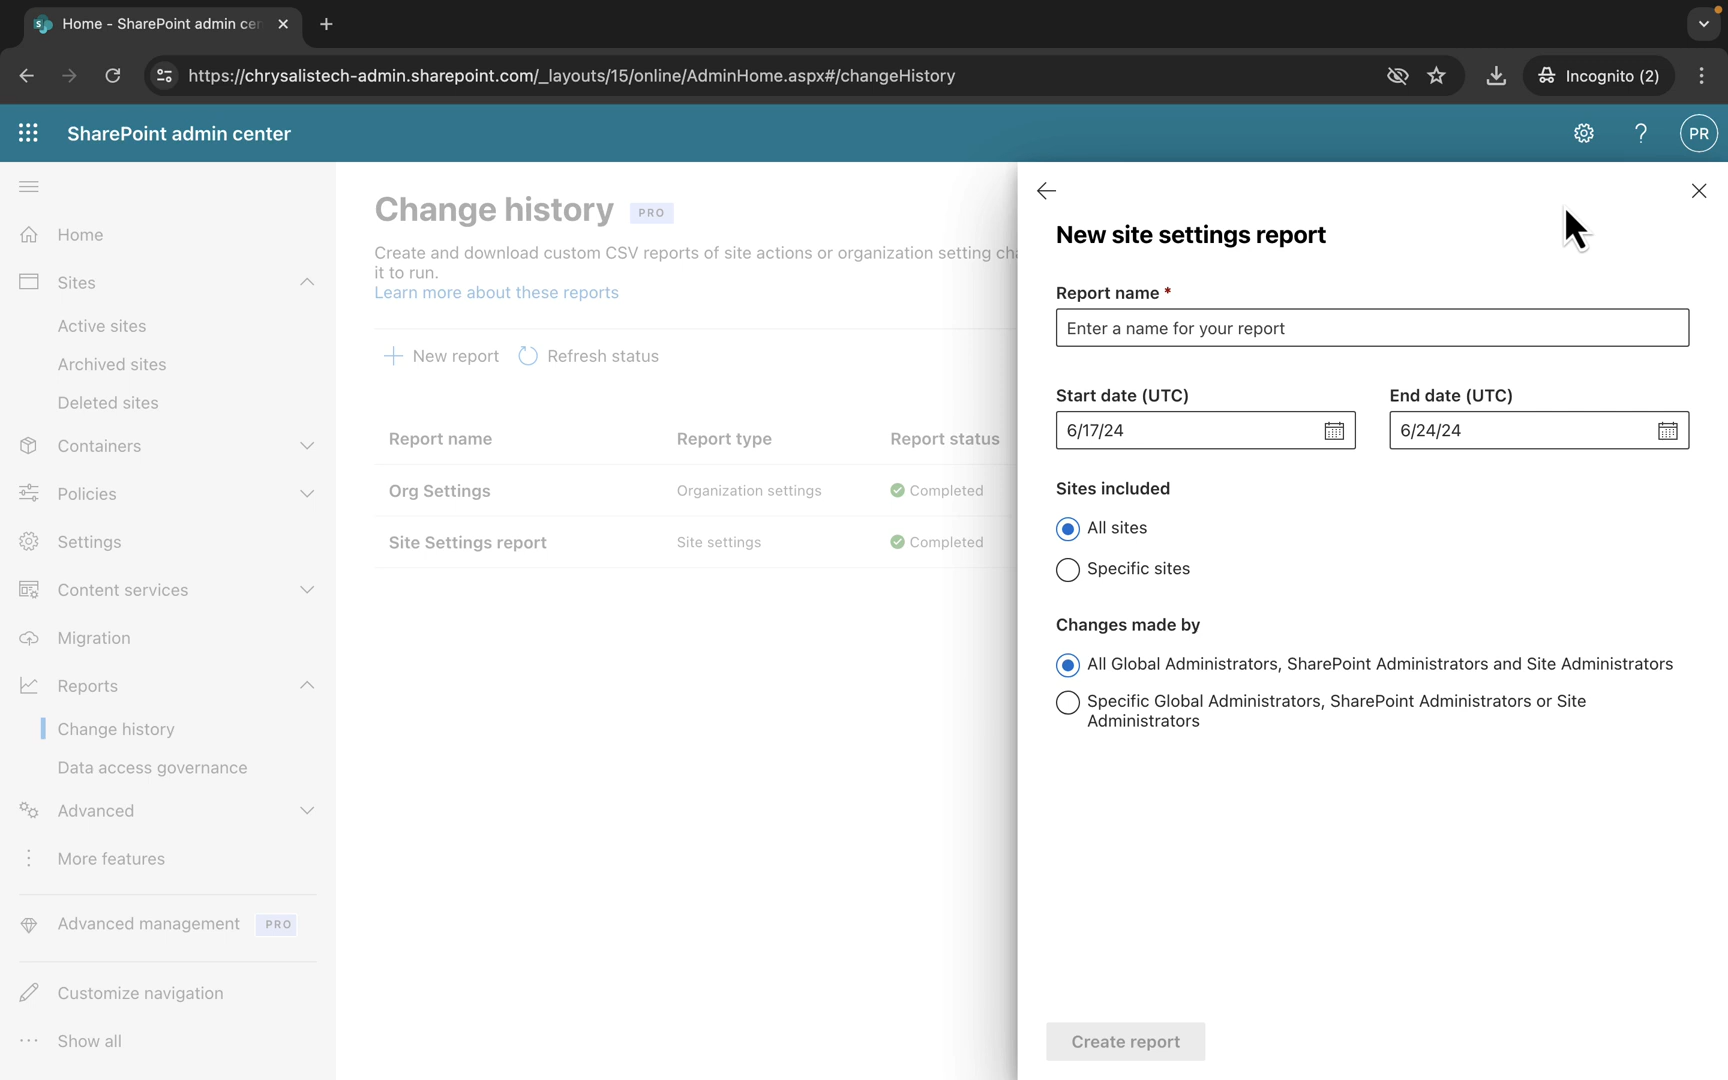 Home - SharePoint admin cen
https://chrysalistech-admin.sharepoint.com/_layouts/15/online/AdminHome.aspx#/changeHistory
Incognito (2)
SharePoint admin center
?
PR
Home
Sites
Active sites
Archived sites
Deleted sites
Containers
Policies
Settings
Content services
Migration
Reports
Change history
Data access governance
Advanced
More features
Advanced management PRO
Customize navigation
Show all
Change history PRO
Create and download custom CSV reports of site actions or organization setting cha
it to run.
Learn more about these reports
New report
Refresh status
Report name Report type Report status
Org Settings Organization settings Completed
Site Settings report Site settings Completed
New site settings report
Report name *
Enter a name for your report
Start date (UTC) End date (UTC)
6/17/24 6/24/24
Sites included
All sites
Specific sites
Changes made by
All Global Administrators, SharePoint Administrators and Site Administrators
Specific Global Administrators, SharePoint Administrators or Site
Administrators
Create report